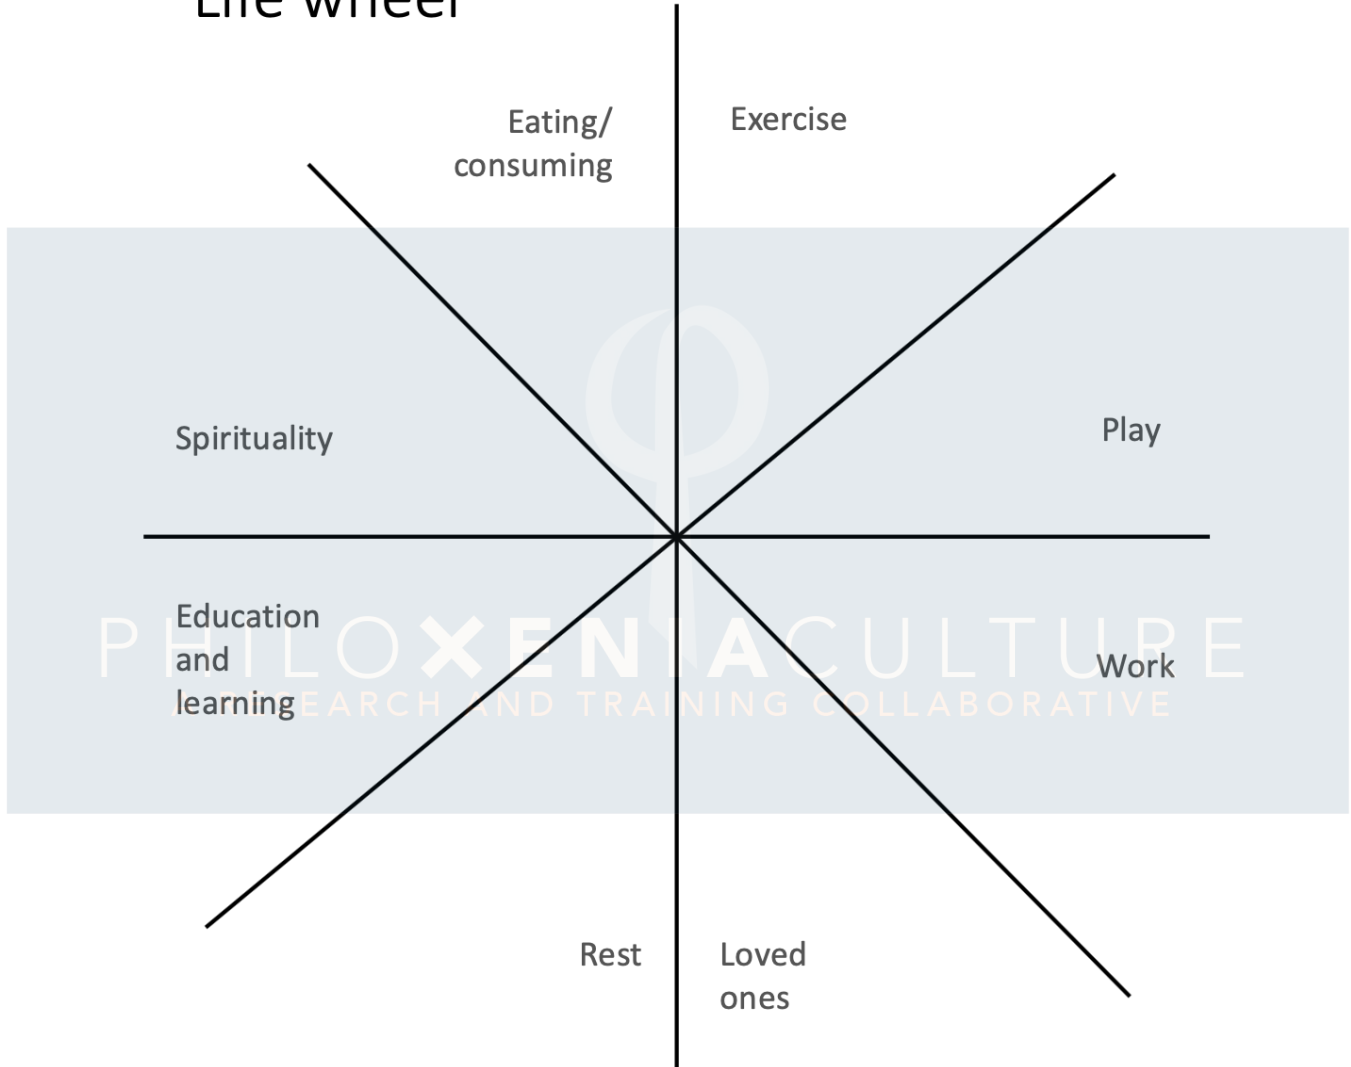 Life wheel
Eating/
consuming
Exercise
Spirituality
Play
Education
and
learning
Work
PHILOXENIACULTURE
A RESEARCH AND TRAINING COLLABORATIVE
Rest
Loved
ones